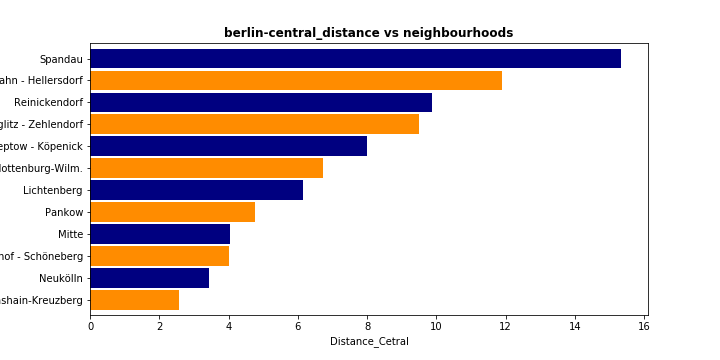 berlin-central_distance vs neighbourhoods
Spandau
ahn - Hellersdorf
Reinickendorf
glitz - Zehlendorf
eptow - Köpenick
lottenburg-Wilm.
Lichtenberg
Pankow
Mitte
hof - Schöneberg
Neukölln
shain-Kreuzberg
0 2 4 6 8 10 12 14 16
Distance_Cetral